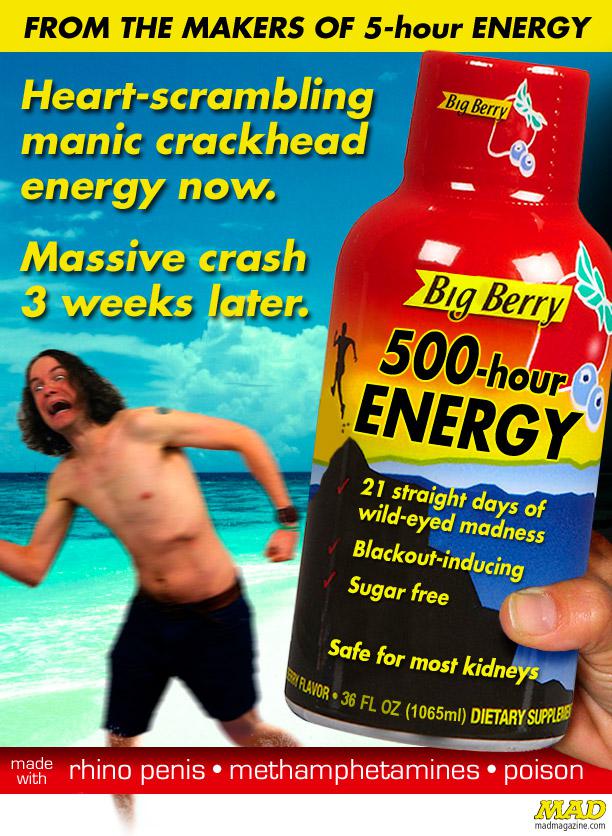 FROM THE MAKERS OF 5-hour ENERGY
Heart-scrambling
manic crackhead
energy now.
Massive crash
3 weeks later.
Big Berry
Big Berry
500-hour
ENERGY
21 straight days of
wild-eyed madness
Blackout-inducing
Sugar free
Safe for most kidneys
FLAVOR • 36 FL OZ (1065ml) DIETARY
made
with
rhino penis • methamphetamines • poison
MAD
madmagazine.com